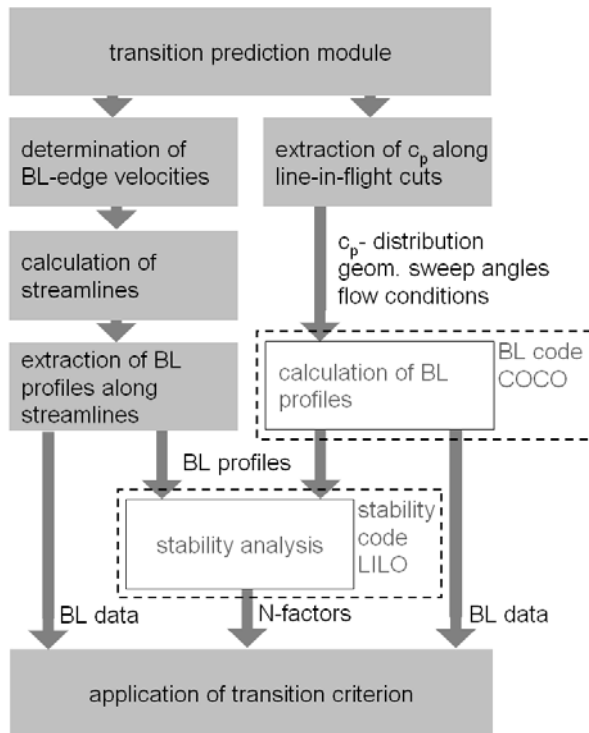 transition prediction module
determination of
BL-edge velocities
extraction of cp along
line-in-flight cuts
calculation of
streamlines
cp- distribution
geom. sweep angles
flow conditions
extraction of BL
profiles along
streamlines
calculation of BL
profiles
BL code
COCO
BL profiles
stability analysis
stability
code
LILO
BL data
N-factors
BL data
application of transition criterion